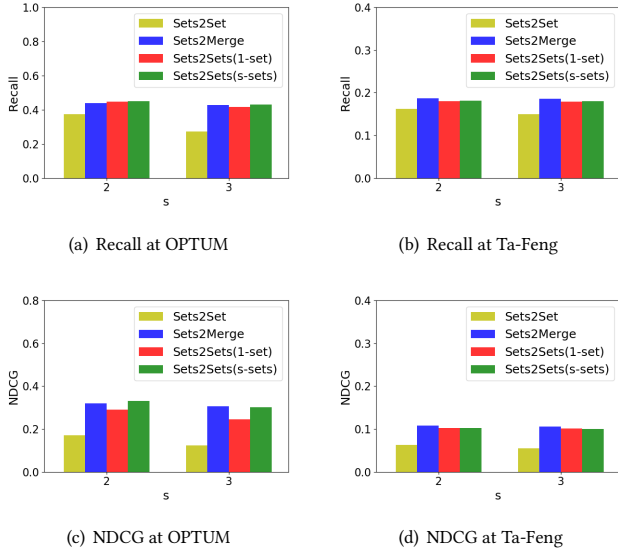 1.0
0.8
0.6
0.4
0.2
0.0
Recall
Sets2Set
Sets2Merge
Sets2Sets(1-set)
Sets2Sets(s-sets)
2
3
s
(a) Recall at OPTUM
0.4
0.3
0.2
0.1
0.0
Recall
Sets2Set
Sets2Merge
Sets2Sets(1-set)
Sets2Sets(s-sets)
2
3
s
(b) Recall at Ta-Feng
0.8
0.6
0.4
0.2
0.0
NDCG
Sets2Set
Sets2Merge
Sets2Sets(1-set)
Sets2Sets(s-sets)
2
3
s
(c) NDCG at OPTUM
0.4
0.3
0.2
0.1
0.0
NDCG
Sets2Set
Sets2Merge
Sets2Sets(1-set)
Sets2Sets(s-sets)
2
3
s
(d) NDCG at Ta-Feng